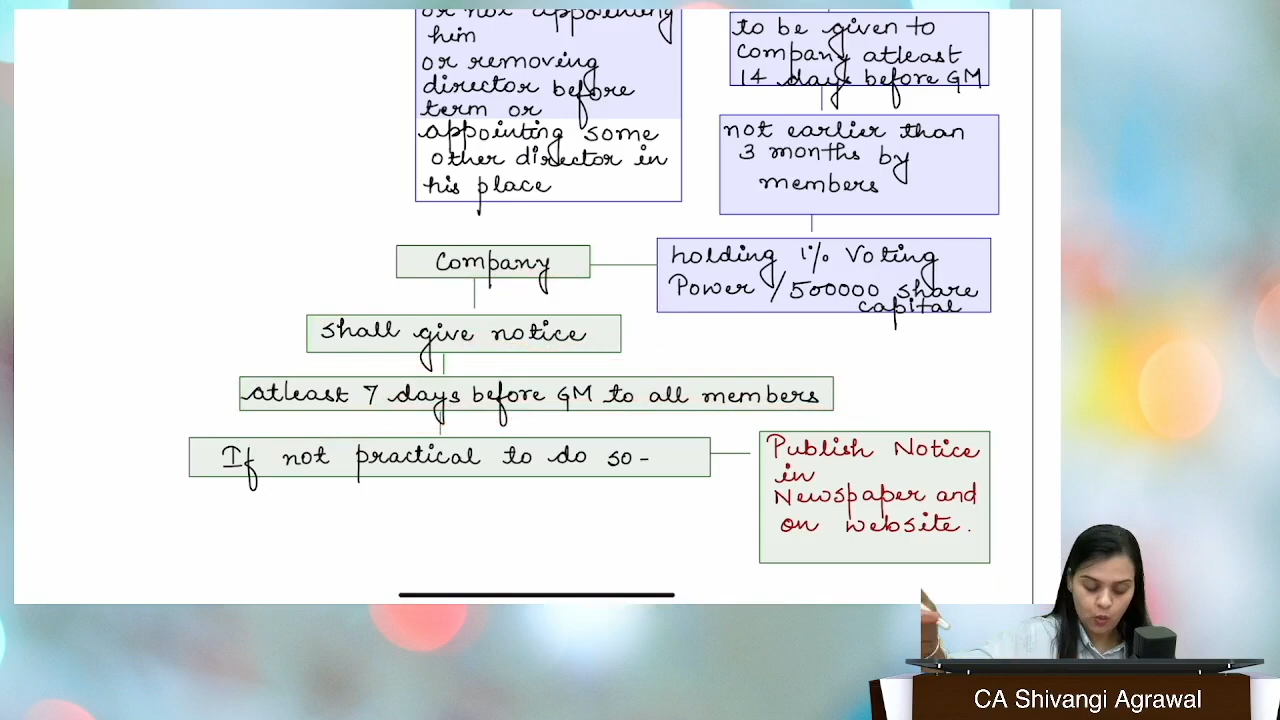 or not appointing
him
or removing
director before
term or
appointing some
other director in
his place
to be given to
Company atleast
14 days before GM
not earlier than
3 months by
members
holding 1% Voting
Power / 500000 share
capital
Company
shall give notice
atleast 7 days before GM to all members
If not practical to do so -
Publish Notice
in
Newspaper and
on website.
CA Shivangi Agrawal